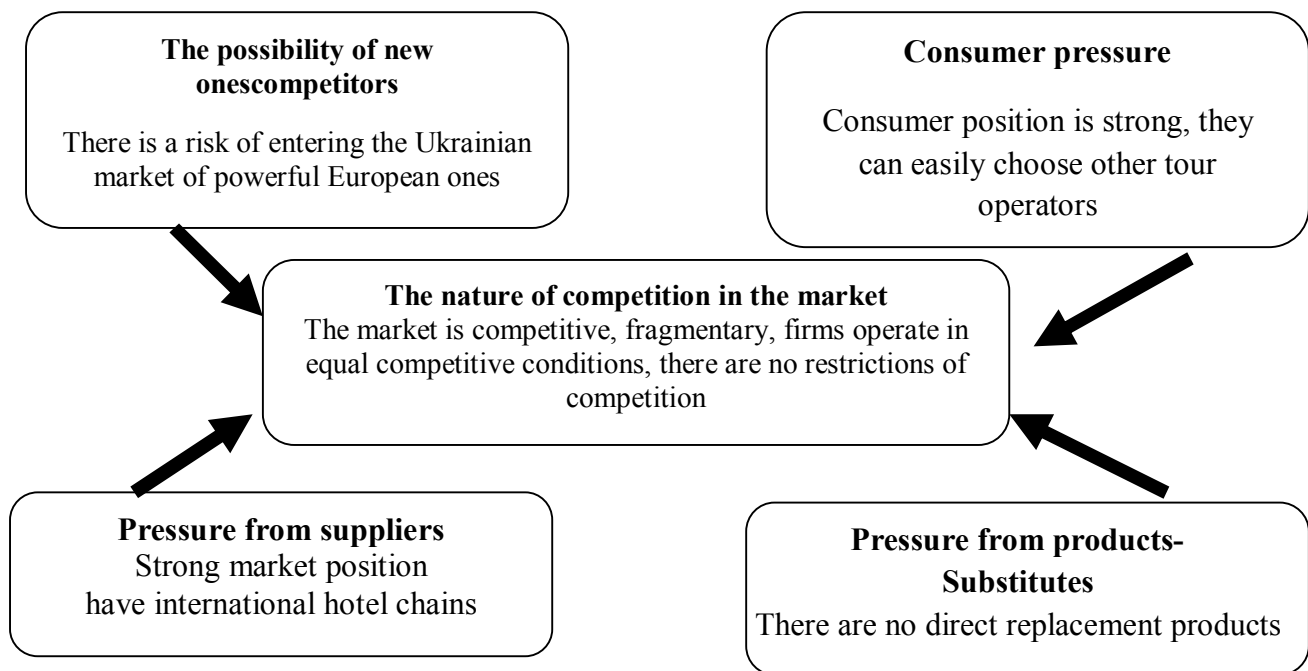 The possibility of new
onescompetitors
There is a risk of entering the Ukrainian
market of powerful European ones
Consumer pressure
Consumer position is strong, they
can easily choose other tour
operators
The nature of competition in the market
The market is competitive, fragmentary, firms operate in
equal competitive conditions, there are no restrictions of
competition
Pressure from suppliers
Strong market position
have international hotel chains
Pressure from products-
Substitutes
There are no direct replacement products